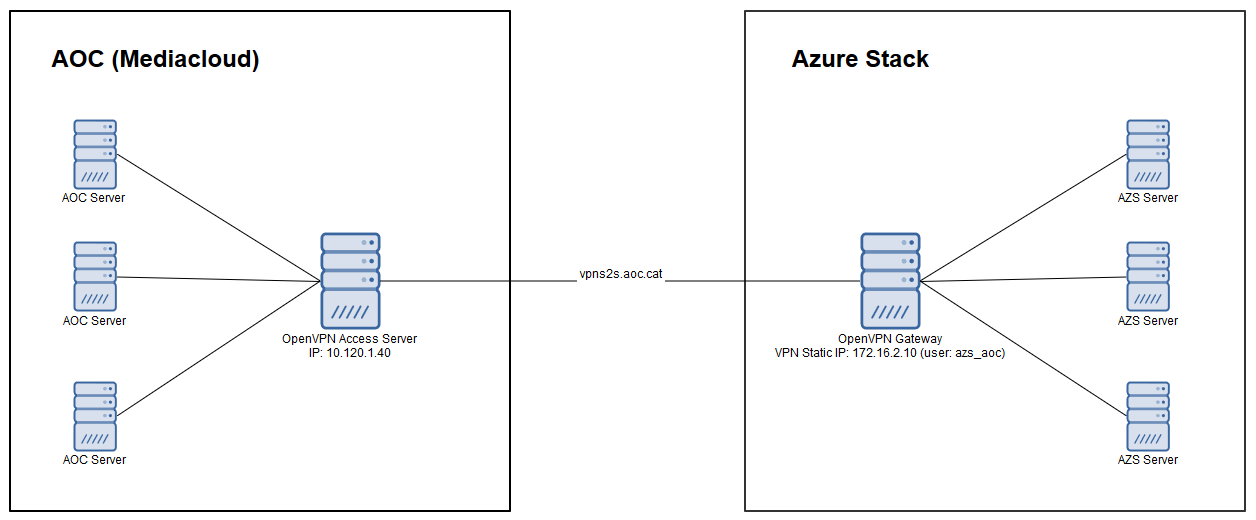 AOC (Mediacloud)
Azure Stack
AOC Server
AZS Server
vpns2s.aoc.cat
AOC Server
AZS Server
OpenVPN Access Server
IP: 10.120.1.40
OpenVPN Gateway
VPN Static IP: 172.16.2.10 (user: azs_aoc)
AOC Server
AZS Server